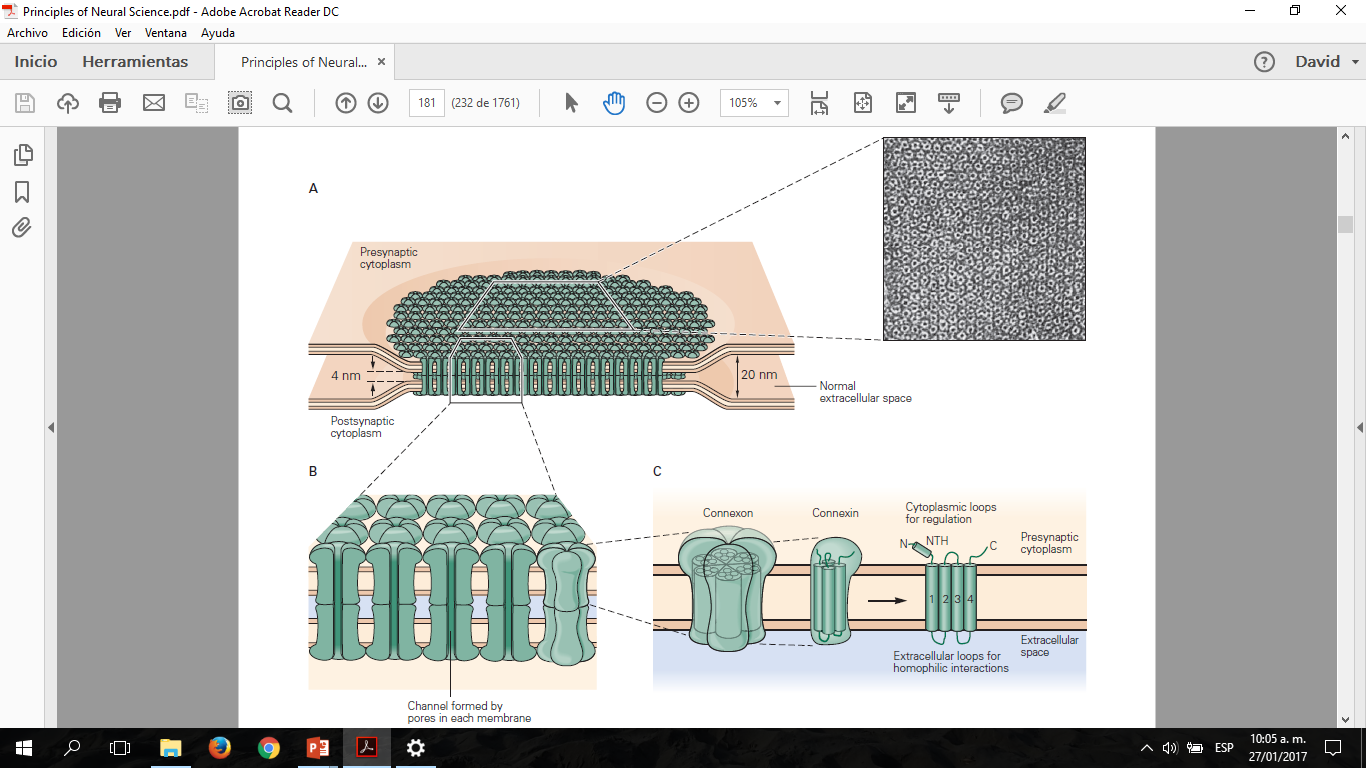 Principles of Neural Science.pdf - Adobe Acrobat Reader DC
Archivo Edición Ver Ventana Ayuda
Inicio Herramientas Principles of Neural... × David
181 (232 de 1761) 105%
A
Presynaptic
cytoplasm
4 nm
20 nm
Normal
extracellular space
Postsynaptic
cytoplasm
B
Channel formed by
pores in each membrane
C
Connexon
Connexin
Cytoplasmic loops
for regulation
N
NTH
C
Presynaptic
cytoplasm
1 2 3 4
Extracellular
space
Extracellular loops for
homophilic interactions
ESP
10:05 a. m.
27/01/2017